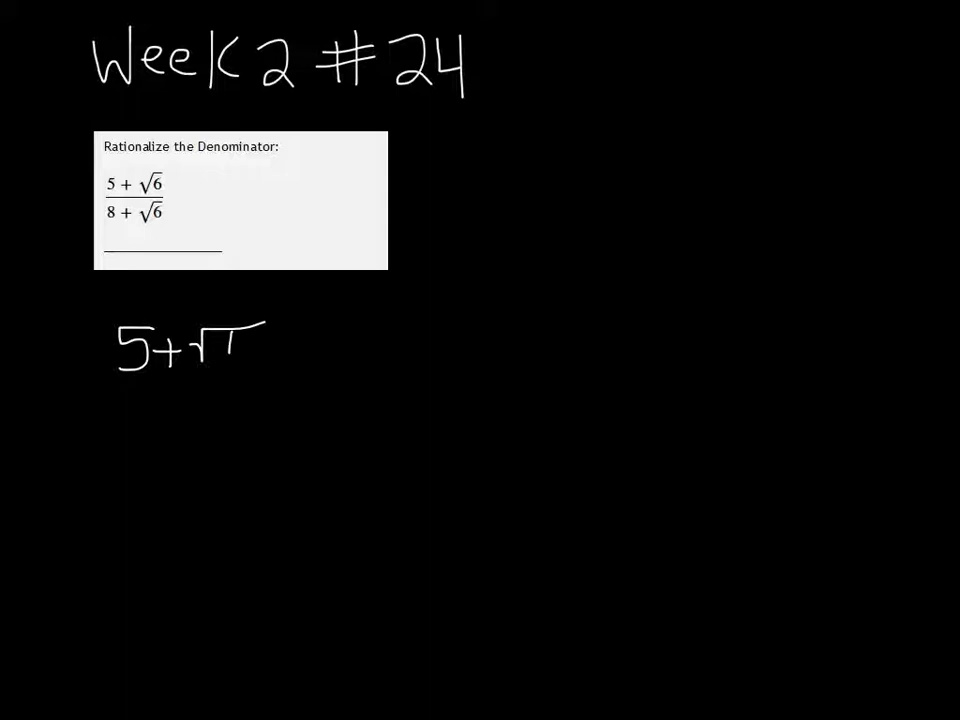 Week 2 # 24
Rationalize the Denominator:
5 + √6
8 + √6
5+√